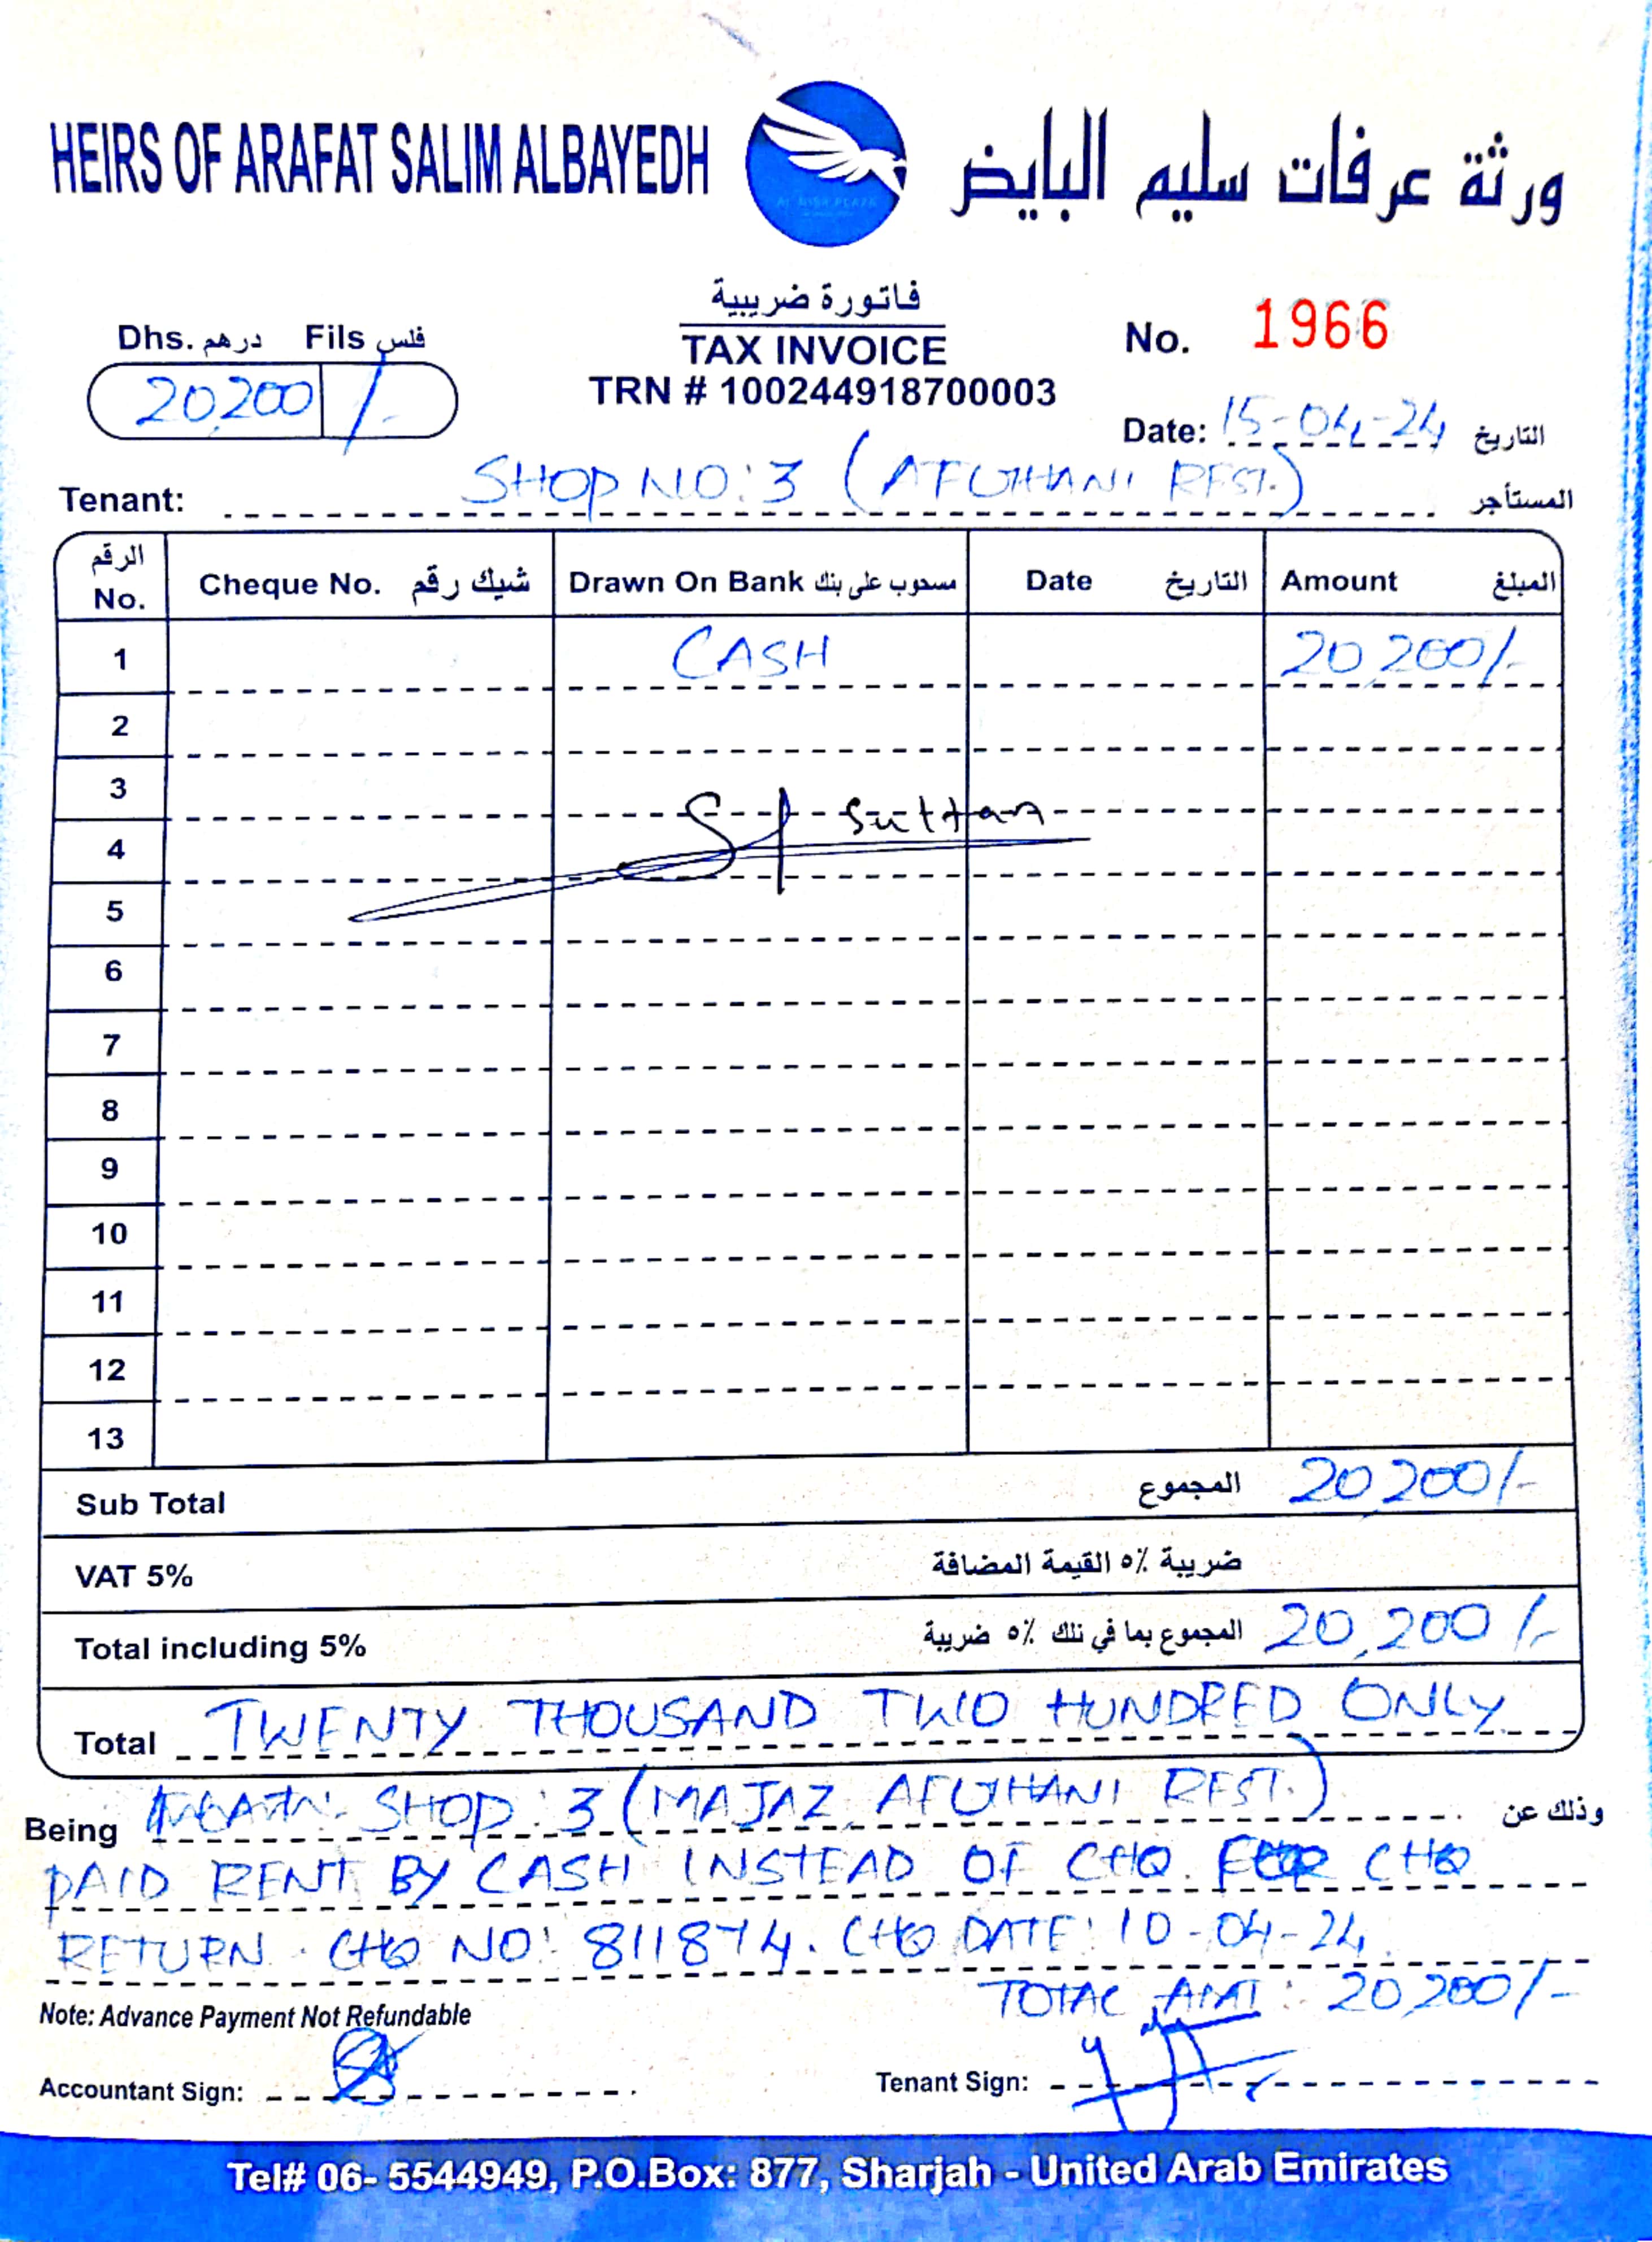 HEIRS OF ARAFAT SALIM ALBAYEDH
ورثة عرفات سليم البايض
AL NISR PLAZA
فاتورة ضريبية
TAX INVOICE
TRN # 100244918700003
Dhs. درهم Fils فلس
20,200 /-
No. 1966
Date: 15-04-24 التاريخ
Tenant: SHOP NO: 3 (AFGHANI REST.) المستأجر
الرقم No. Cheque No. شيك رقم Drawn On Bank مسحوب على بنك Date التاريخ Amount المبلغ
1 CASH 20,200/-
2
3
Sultan
4
5
6
7
8
9
10
11
12
13
Sub Total المجموع 20,200/-
VAT 5% ضريبة ٥٪ القيمة المضافة
Total including 5% المجموع بما في تلك ٥٪ ضريبة 20,200/-
Total TWENTY THOUSAND TWO HUNDRED ONLY
Being SHOP: 3 (MAJAZ AFGHANI REST.) وذلك عن
PAID RENT BY CASH INSTEAD OF CHQ. FOR CHQ
RETURN. CHQ NO: 811874. CHQ DATE: 10-04-24.
TOTAL AMT: 20,200/-
Note: Advance Payment Not Refundable
Accountant Sign:
Tenant Sign:
Tel# 06- 5544949, P.O.Box: 877, Sharjah - United Arab Emirates